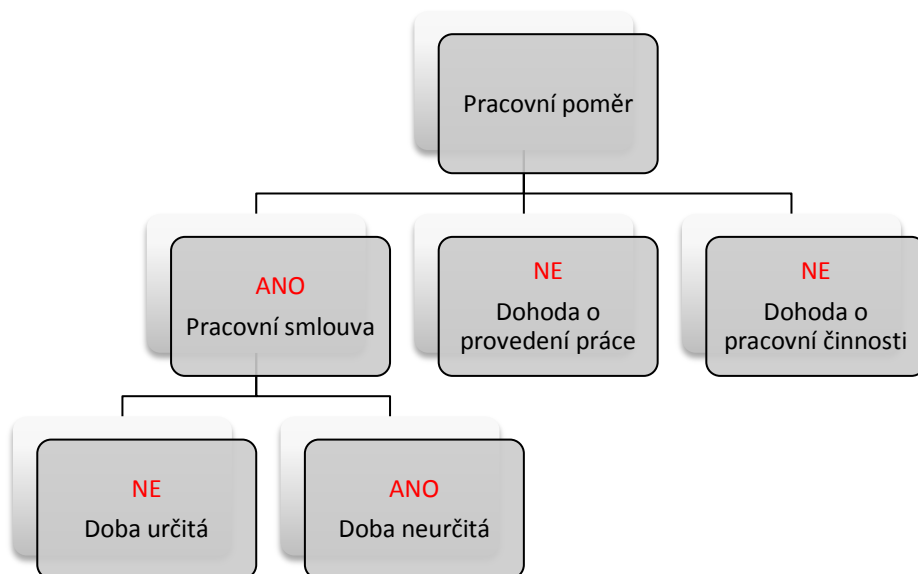 Pracovní poměr
ANO
Pracovní smlouva
NE
Dohoda o
provedení práce
NE
Dohoda o
pracovní činnosti
NE
Doba určitá
ANO
Doba neurčitá